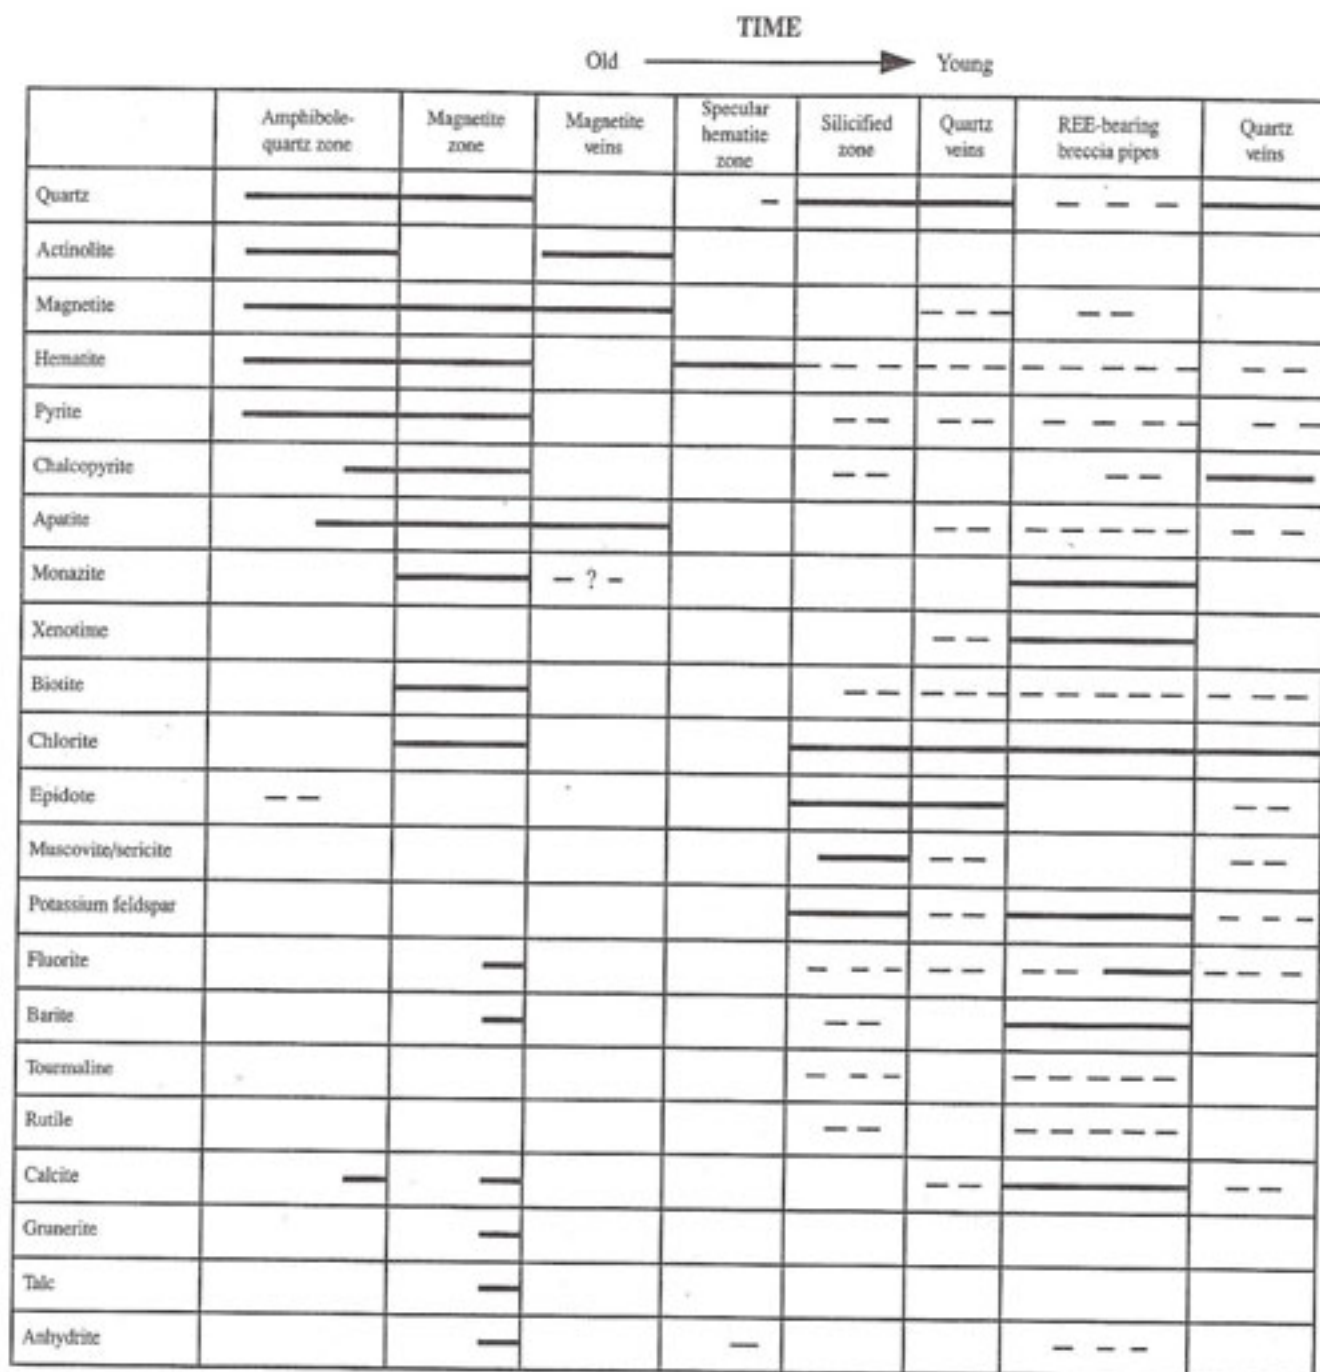 TIME
Old Young
Amphibole- Magnetite Magnetite Specular Silicified Quartz REE-bearing Quartz
quartz zone zone veins hematite zone veins breccia pipes veins
zone
Quartz
Actinolite
Magnetite
Hematite
Pyrite
Chalcopyrite
Apatite
Monazite ?
Xenotime
Biotite
Chlorite
Epidote
Muscovite/sericite
Potassium feldspar
Fluorite
Barite
Tourmaline
Rutile
Calcite
Grunerite
Talc
Anhydrite